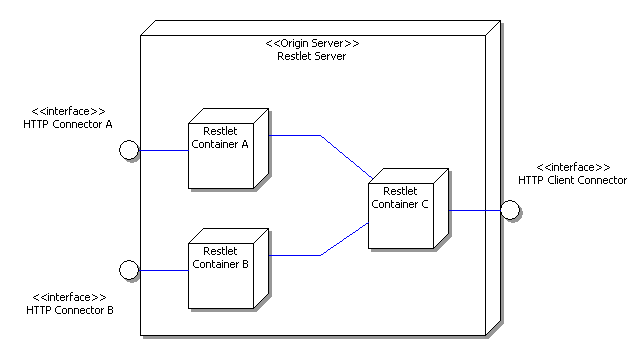 <<Origin Server>>
Restlet Server
<<interface>>
HTTP Connector A
Restlet
Container A
<<interface>>
HTTP Client Connector
Restlet
Container C
Restlet
Container B
<<interface>>
HTTP Connector B